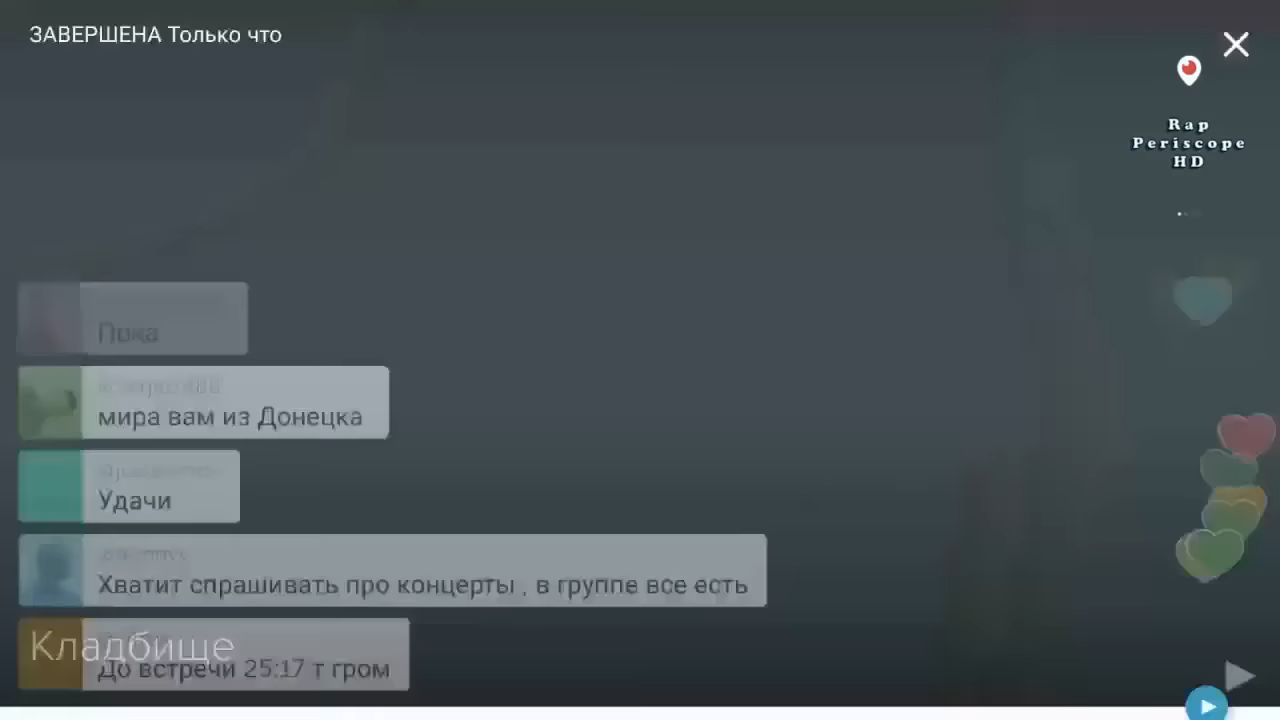 ЗАВЕРШЕНА Только что
Rap
Periscope
HD
Пока
мира вам из Донецка
Удачи
Хватит спрашивать про концерты , в группе все есть
Кладбище
До встречи 25:17 т гром